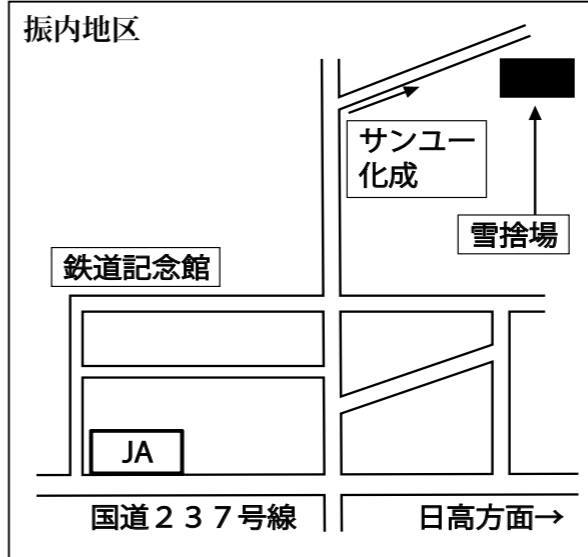 振内地区
サンユー
化成
雪捨場
鉄道記念館
JA
国道２３７号線
日高方面→